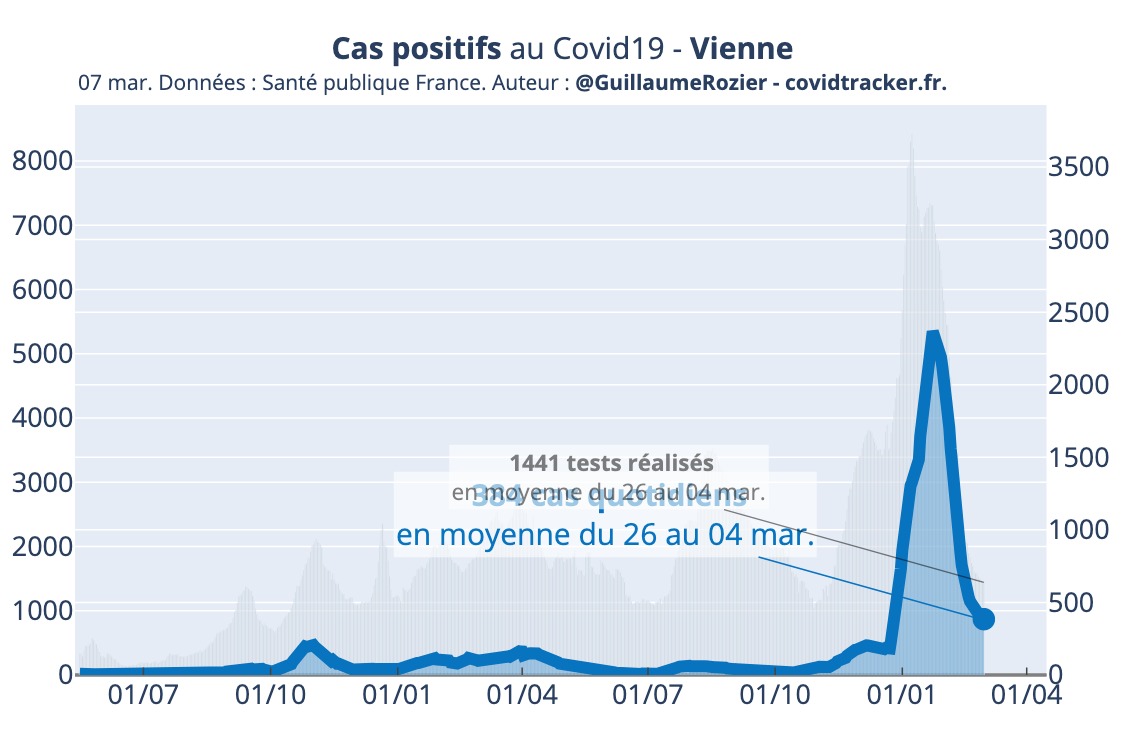 Cas positifs au Covid19 - Vienne
07 mar. Données : Santé publique France. Auteur : @GuillaumeRozier - covidtracker.fr.
8000
7000
6000
5000
4000
3000
2000
1000
0
3500
3000
2500
2000
1500
1000
500
0
1441 tests réalisés
en moyenne du 26 au 04 mar.
384 cas quotidiens
en moyenne du 26 au 04 mar.
01/07 01/10 01/01 01/04 01/07 01/10 01/01 01/04